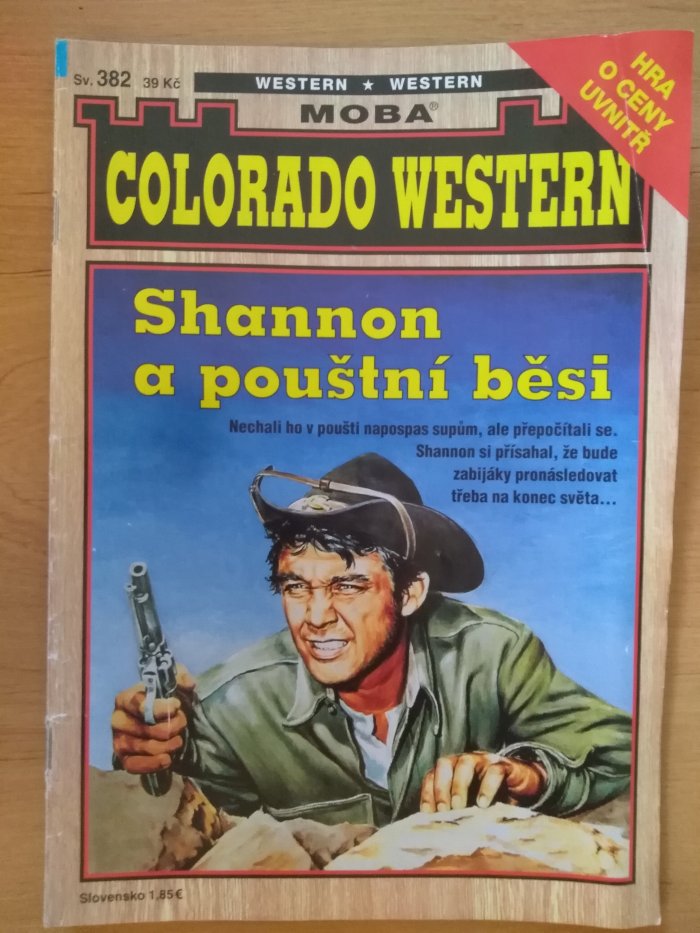 Sv. 382 39 Kč
WESTERN ★ WESTERN
HRA
O CENY
UVNITŘ
MOBA®
COLORADO WESTERN
Shannon
a pouštní běsi
Nechali ho v poušti napospas supům, ale přepočítali se.
Shannon si přísahal, že bude
zabijáky pronásledovat
třeba na konec světa...
Slovensko 1,85€